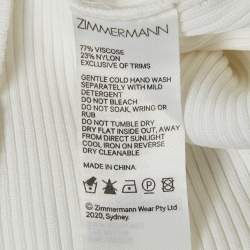 ZIMMERMANN
77% VISCOSE
23% NYLON
EXCLUSIVE OF TRIMS
GENTLE COLD HAND WASH
SEPARATELY WITH MILD
DETERGENT
DO NOT BLEACH
DO NOT SOAK, WRING OR
RUB
DO NOT TUMBLE DRY
DRY FLAT INSIDE OUT, AWAY
FROM DIRECT SUNLIGHT
COOL IRON ON REVERSE
DRY CLEANABLE
MADE IN CHINA
© Zimmermann Wear Pty Ltd
2020, Sydney.